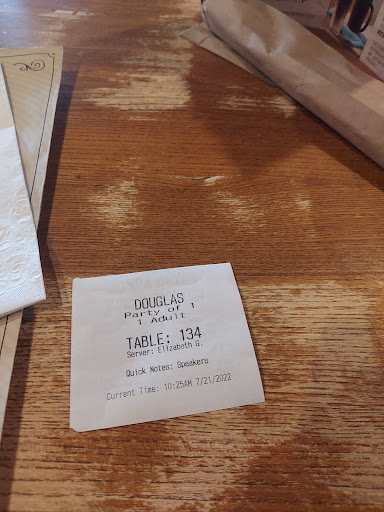 DOUGLAS
Party of 1
1 Adult
TABLE: 134
Server: Elizabeth G.
Quick Notes: Speakers
Current Time: 10:25AM 7/21/2022